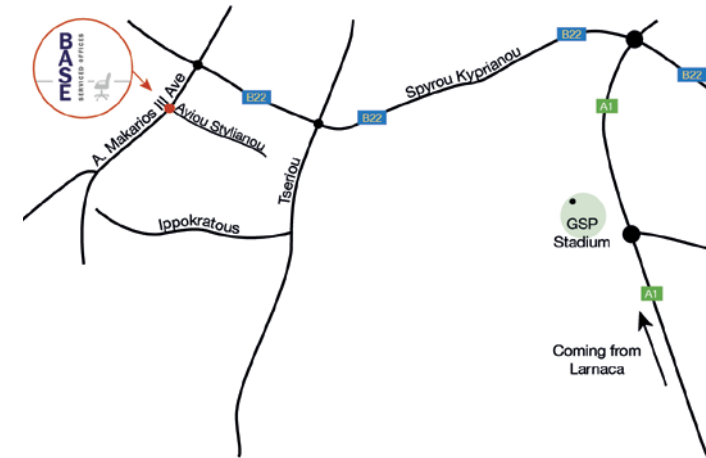 BASE
SERVICED OFFICES
A. Makarios III Ave
B22
Aviou Stylianou
B22
Spyrou Kyprianou
B22
B22
A1
Tseriou
Ippokratous
GSP
Stadium
A1
Coming from
Larnaca